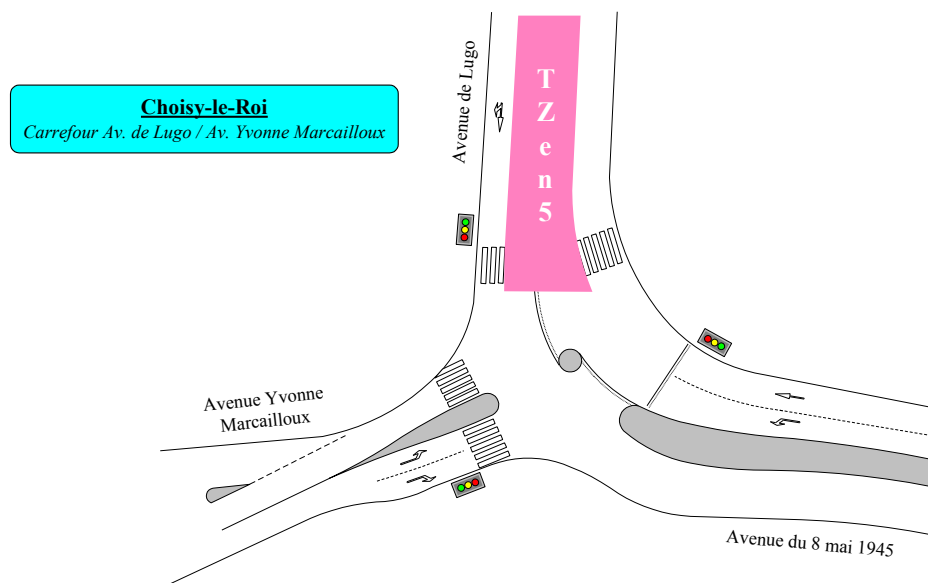 Choisy-le-Roi
Carrefour Av. de Lugo / Av. Yvonne Marcailloux
Avenue de Lugo
TZen5
Avenue Yvonne
Marcailloux
Avenue du 8 mai 1945